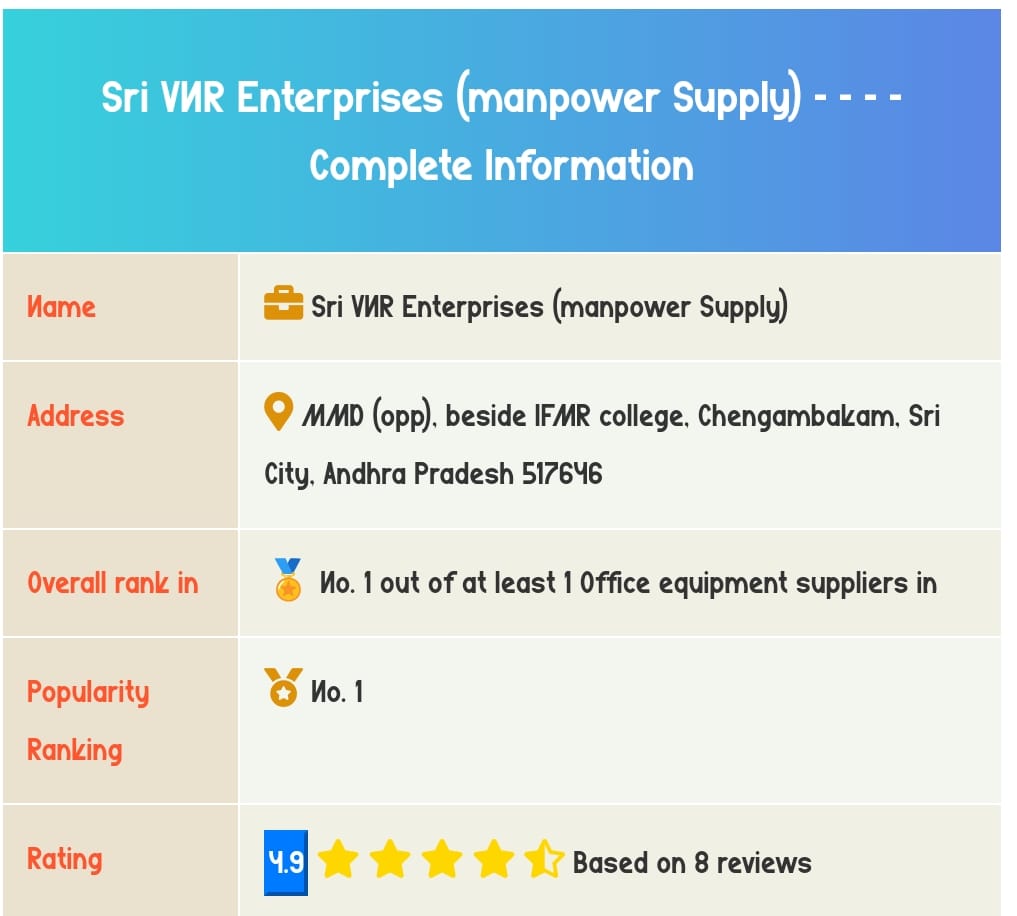 Sri VNR Enterprises (manpower Supply) - - - -
Complete Information
Name
Sri VNR Enterprises (manpower Supply)
Address
MMD (opp), beside IFMR college, Chengambakam, Sri
City, Andhra Pradesh 517646
Overall rank in
No. 1 out of at least 1 Office equipment suppliers in
Popularity
Ranking
No. 1
Rating
4.9
Based on 8 reviews